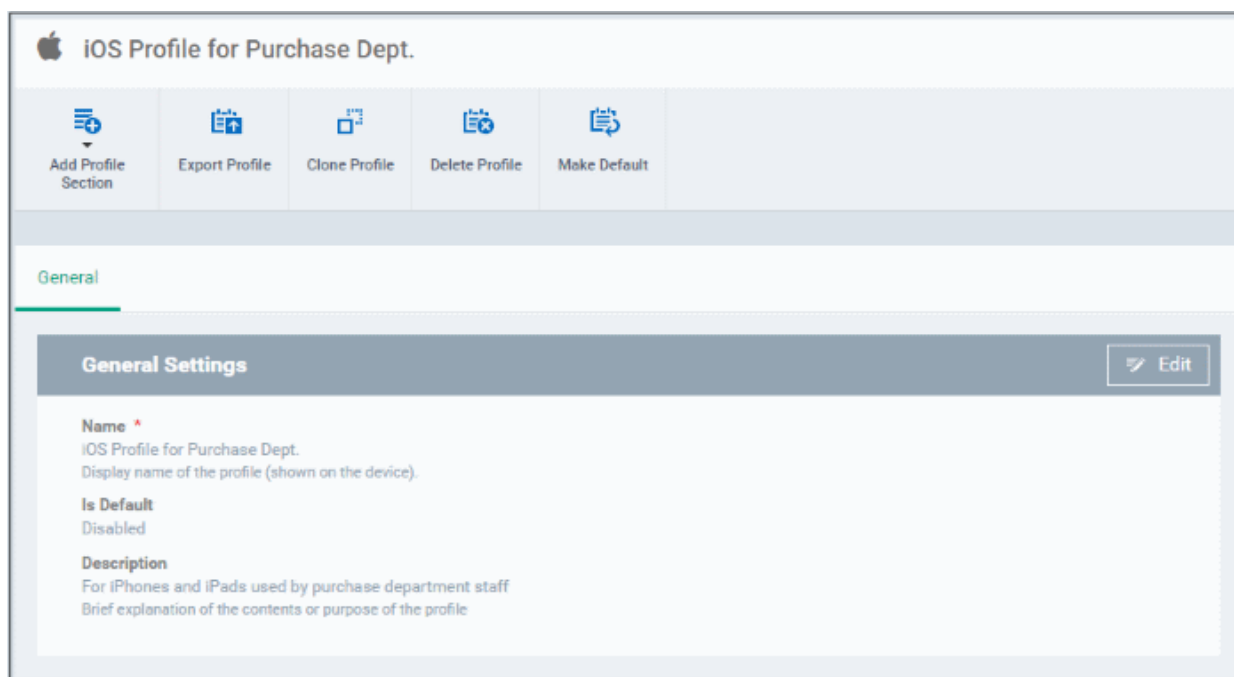 iOS Profile for Purchase Dept.
Add Profile
Section
Export Profile
Clone Profile
Delete Profile
Make Default
General
General Settings
Edit
Name *
iOS Profile for Purchase Dept.
Display name of the profile (shown on the device).
Is Default
Disabled
Description
For iPhones and iPads used by purchase department staff
Brief explanation of the contents or purpose of the profile